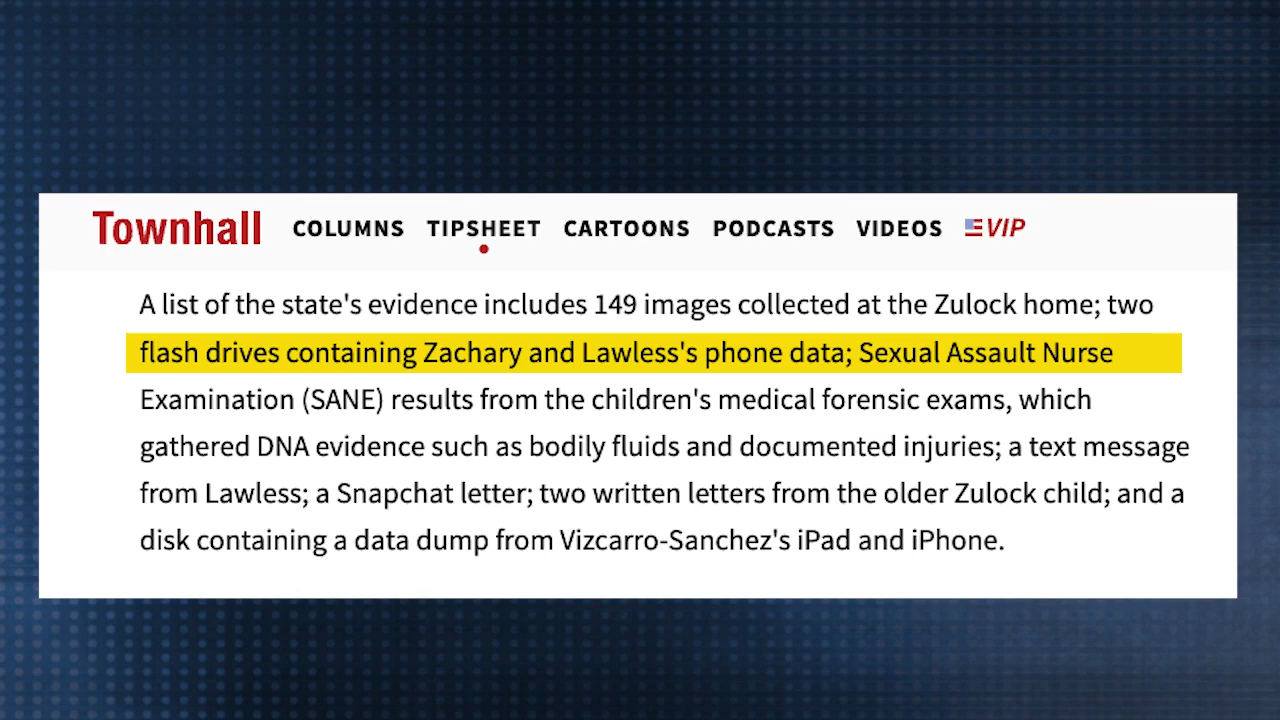 Townhall COLUMNS TIPSHEET CARTOONS PODCASTS VIDEOS VIP
A list of the state's evidence includes 149 images collected at the Zulock home; two
flash drives containing Zachary and Lawless's phone data; Sexual Assault Nurse
Examination (SANE) results from the children's medical forensic exams, which
gathered DNA evidence such as bodily fluids and documented injuries; a text message
from Lawless; a Snapchat letter; two written letters from the older Zulock child; and a
disk containing a data dump from Vizcarro-Sanchez's iPad and iPhone.